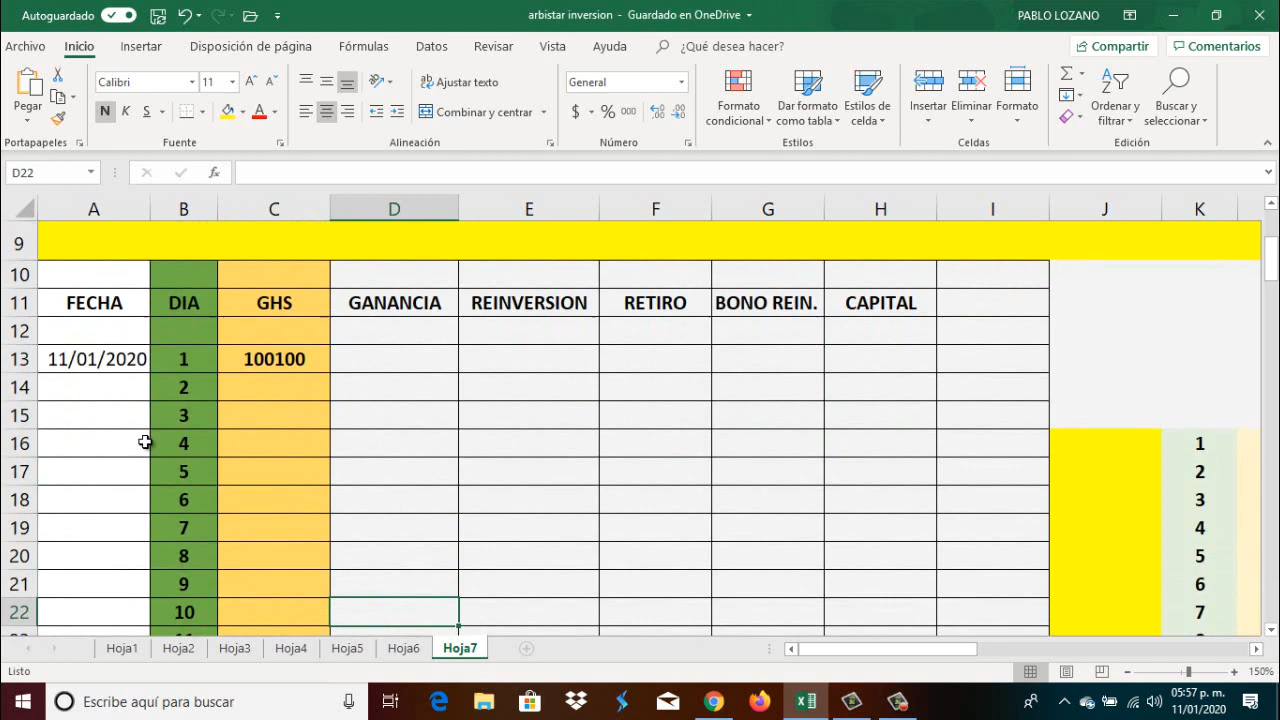 Autoguardado
arbistar inversion - Guardado en OneDrive
PABLO LOZANO
Archivo Inicio Insertar Disposición de página Fórmulas Datos Revisar Vista Ayuda ¿Qué desea hacer? Compartir Comentarios
Calibri 11 Ajustar texto General
Pegar N K S Combinar y centrar $ % 000 Formato condicional Dar formato como tabla Estilos de celda Insertar Eliminar Formato Ordenar y filtrar Buscar y seleccionar
Portapapeles Fuente Alineación Número Estilos Celdas Edición
D22 fx
A B C D E F G H I J K
9
10
11 FECHA DIA GHS GANANCIA REINVERSION RETIRO BONO REIN. CAPITAL
12
13 11/01/2020 1 100100
14 2
15 3
16 4 1
17 5 2
18 6 3
19 7 4
20 8 5
21 9 6
22 10 7
Hoja1 Hoja2 Hoja3 Hoja4 Hoja5 Hoja6 Hoja7
Listo 150%
Escribe aquí para buscar 05:57 p. m.
11/01/2020